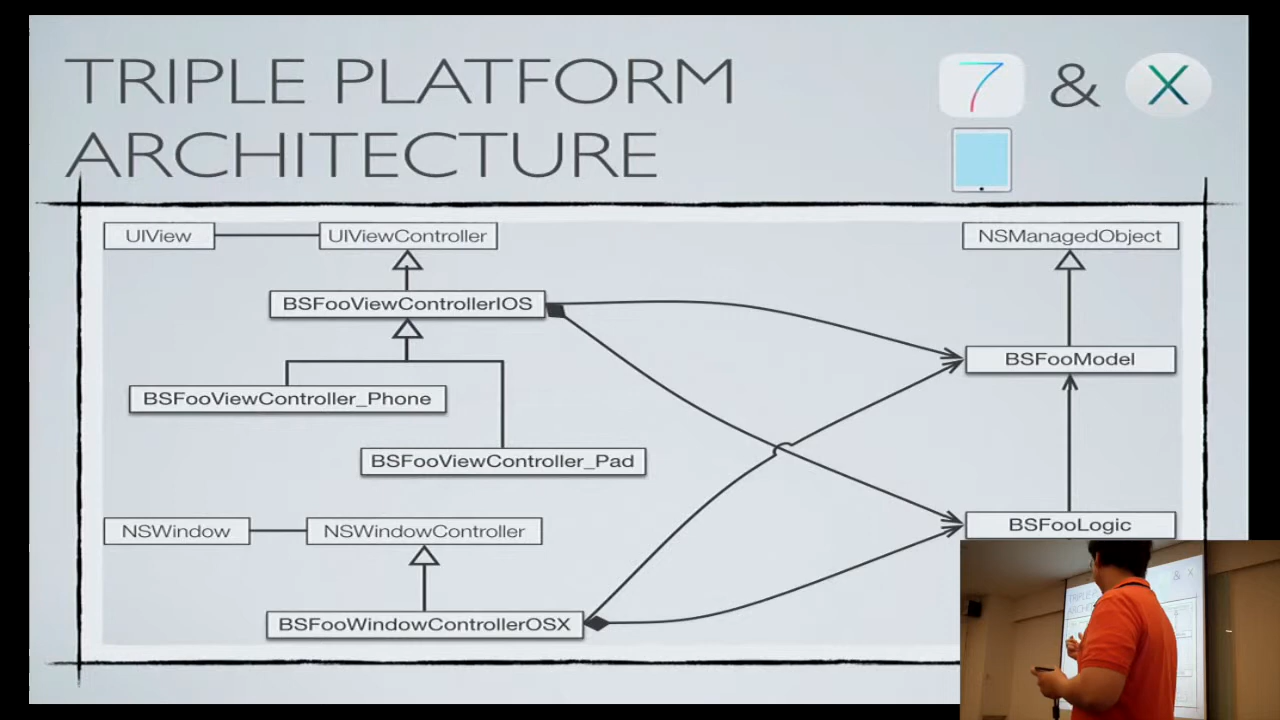 TRIPLE PLATFORM
ARCHITECTURE
7 & X
UIView
UIViewController
NSManagedObject
BSFooViewControllerIOS
BSFooModel
BSFooViewController_Phone
BSFooViewController_Pad
NSWindow
NSWindowController
BSFooLogic
BSFooWindowControllerOSX
& X